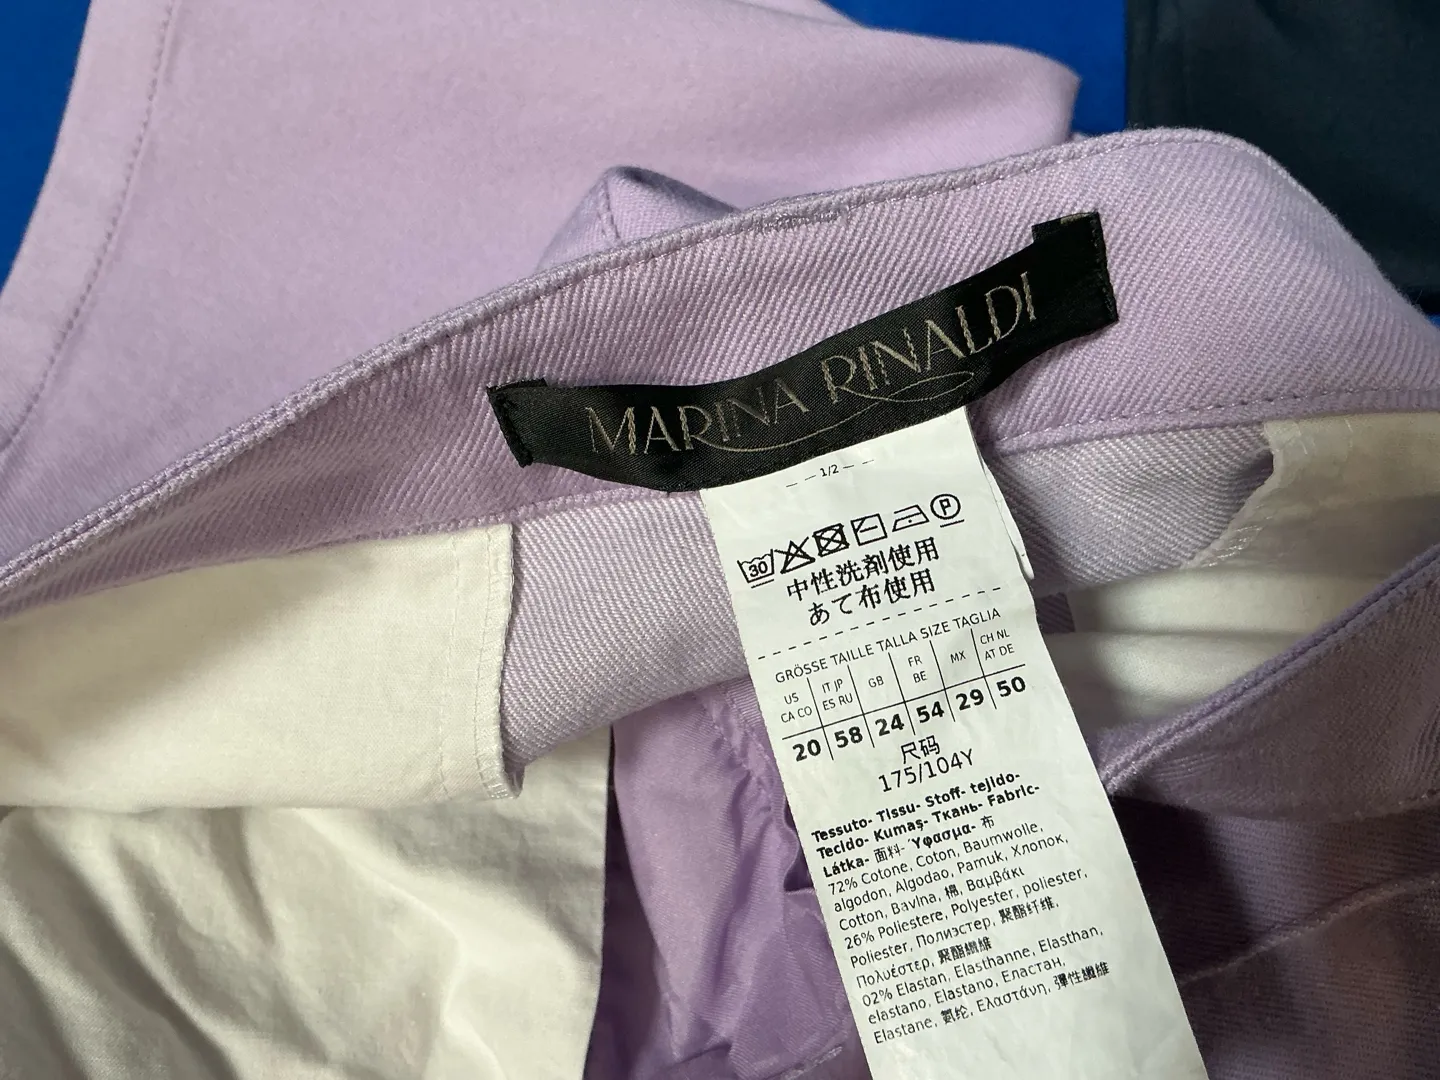 MARINA RINALDI
1/2
30 P
中性洗剤使用
あて布使用
GRÖSSE TAILLE TALLA SIZE TAGLIA
US CA CO | IT JP ES RU | GB | FR BE | MX | CH NL AT DE
20 | 58 | 24 | 54 | 29 | 50
尺码
175/104Y
Tessuto- Tissu- Stoff- tejido-
Tecido- Kumaş- Ткань- Fabric-
Látka- 面料- Ύφασμα- 布
72% Cotone, Coton, Baumwolle,
algodon, Algodao, Pamuk, Хлопок,
Cotton, Bavlna, 棉, Βαμβάκι
26% Poliestere, Polyester, poliester,
Poliester, Полиэстер, 聚酯纤维,
Πολυέστερ, 聚酯纖維
02% Elastan, Elasthanne, Elasthan,
elastano, Elastano, Еластан,
Elastane, 氨纶, Ελαστάνη, 彈性纖維